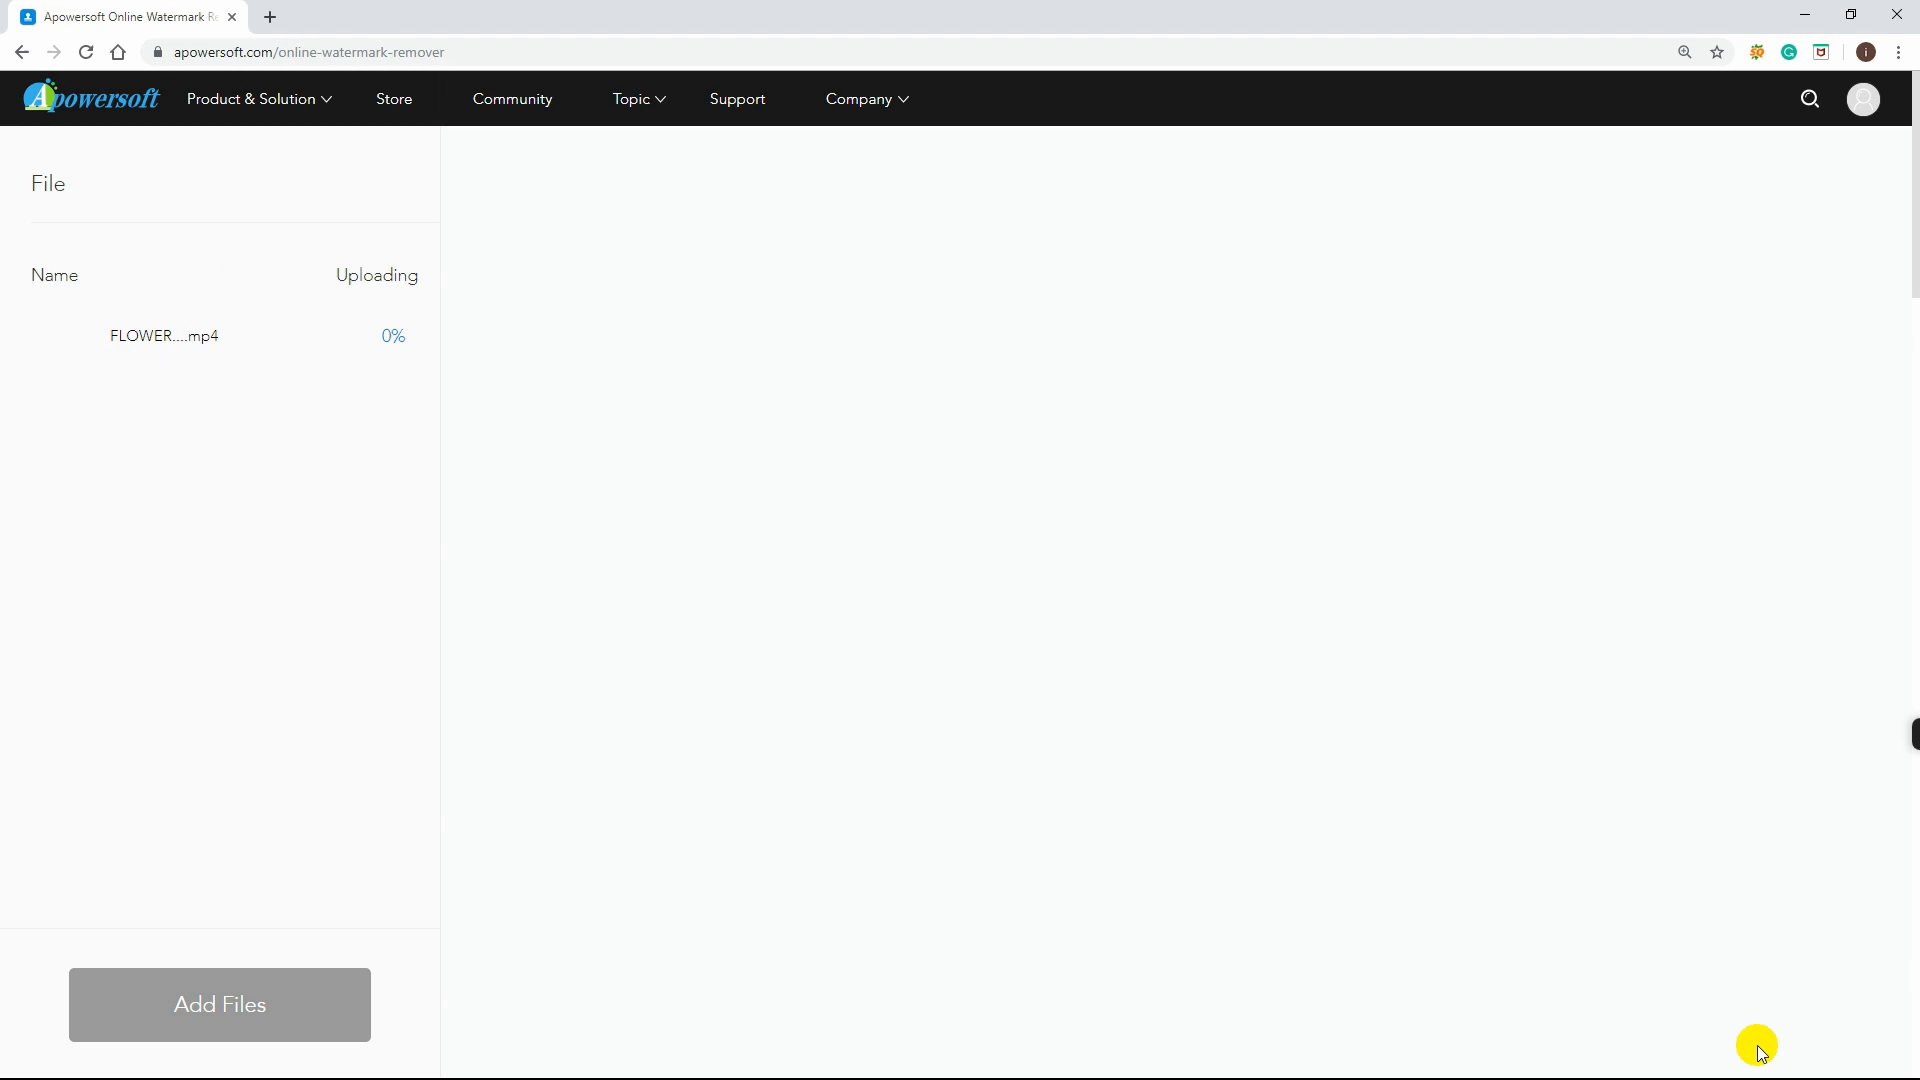 Apowersoft Online Watermark Re
apowersoft.com/online-watermark-remover
Apowersoft
Product & Solution
Store
Community
Topic
Support
Company
File
Name
Uploading
FLOWER....mp4
0%
Add Files